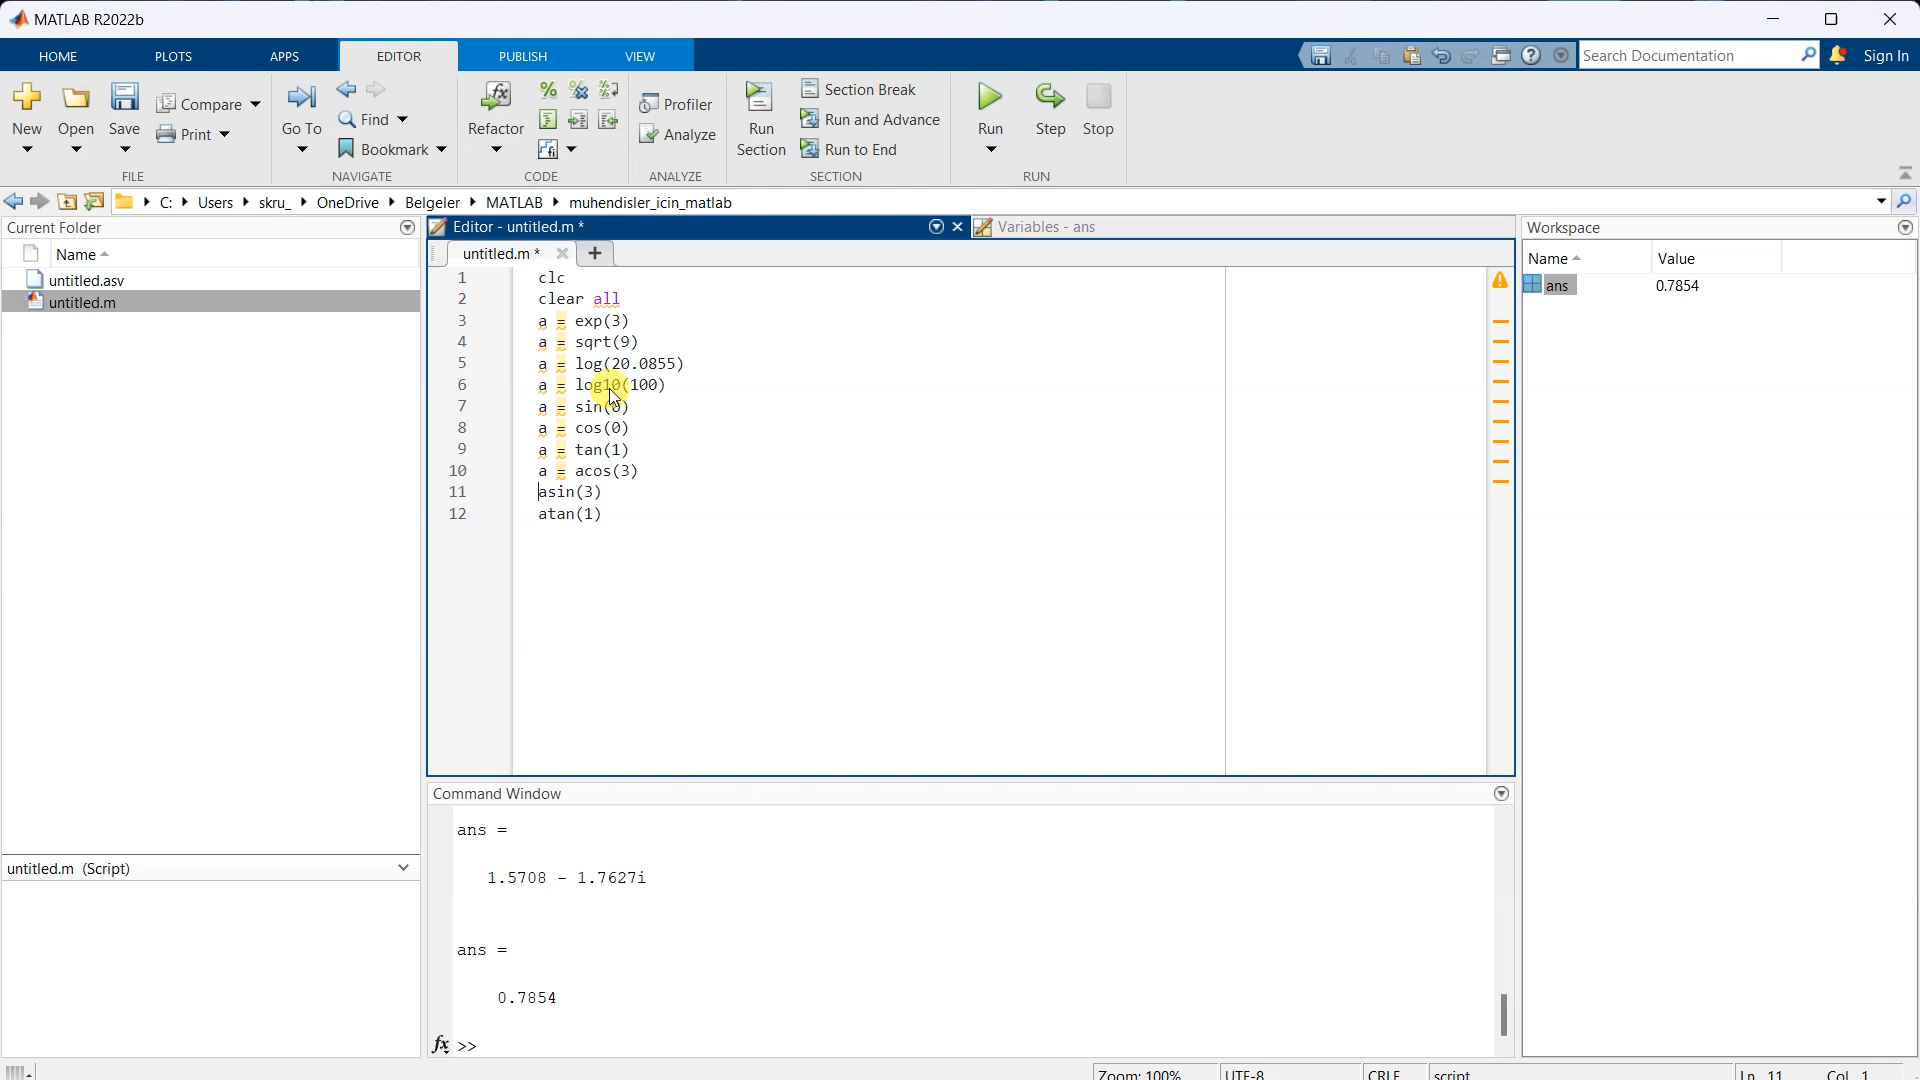 MATLAB R2022b
HOME PLOTS APPS EDITOR PUBLISH VIEW Search Documentation Sign In
New Open Save Compare Print
Go To Find Bookmark
Refactor
Profiler Analyze
Run Section Section Break Run and Advance Run to End
Run Step Stop
FILE NAVIGATE CODE ANALYZE SECTION RUN
C: Users skru_ OneDrive Belgeler MATLAB muhendisler_icin_matlab
Current Folder
Name
untitled.asv
untitled.m
untitled.m (Script)
Editor - untitled.m *
Variables - ans
untitled.m *
1 clc
2 clear all
3 a = exp(3)
4 a = sqrt(9)
5 a = log(20.0855)
6 a = log10(100)
7 a = sin(0)
8 a = cos(0)
9 a = tan(1)
10 a = acos(3)
11 asin(3)
12 atan(1)
Command Window
ans =
1.5708 - 1.7627i
ans =
0.7854
fx >>
Workspace
Name Value
ans 0.7854
Zoom: 100% UTF-8 CRLF script Ln 11 Col 1